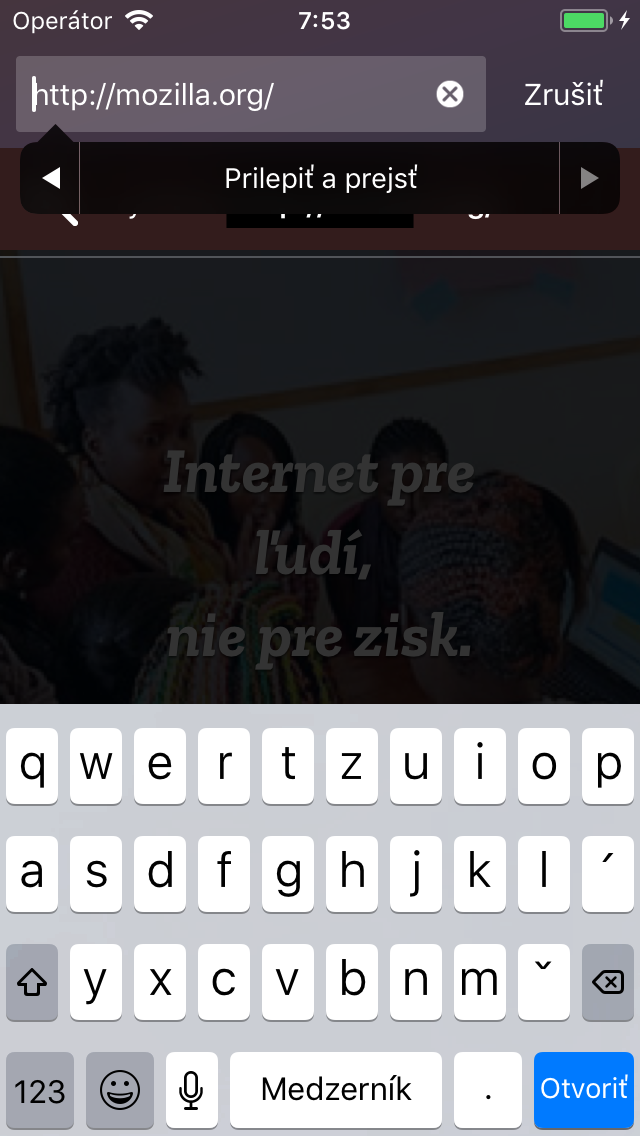 Operátor 7:53
http://mozilla.org/ Zrušiť
Prilepiť a prejsť
Internet pre
ľudí,
nie pre zisk.
q w e r t z u i o p
a s d f g h j k l ´
y x c v b n m ˇ
123 Medzerník . Otvoriť